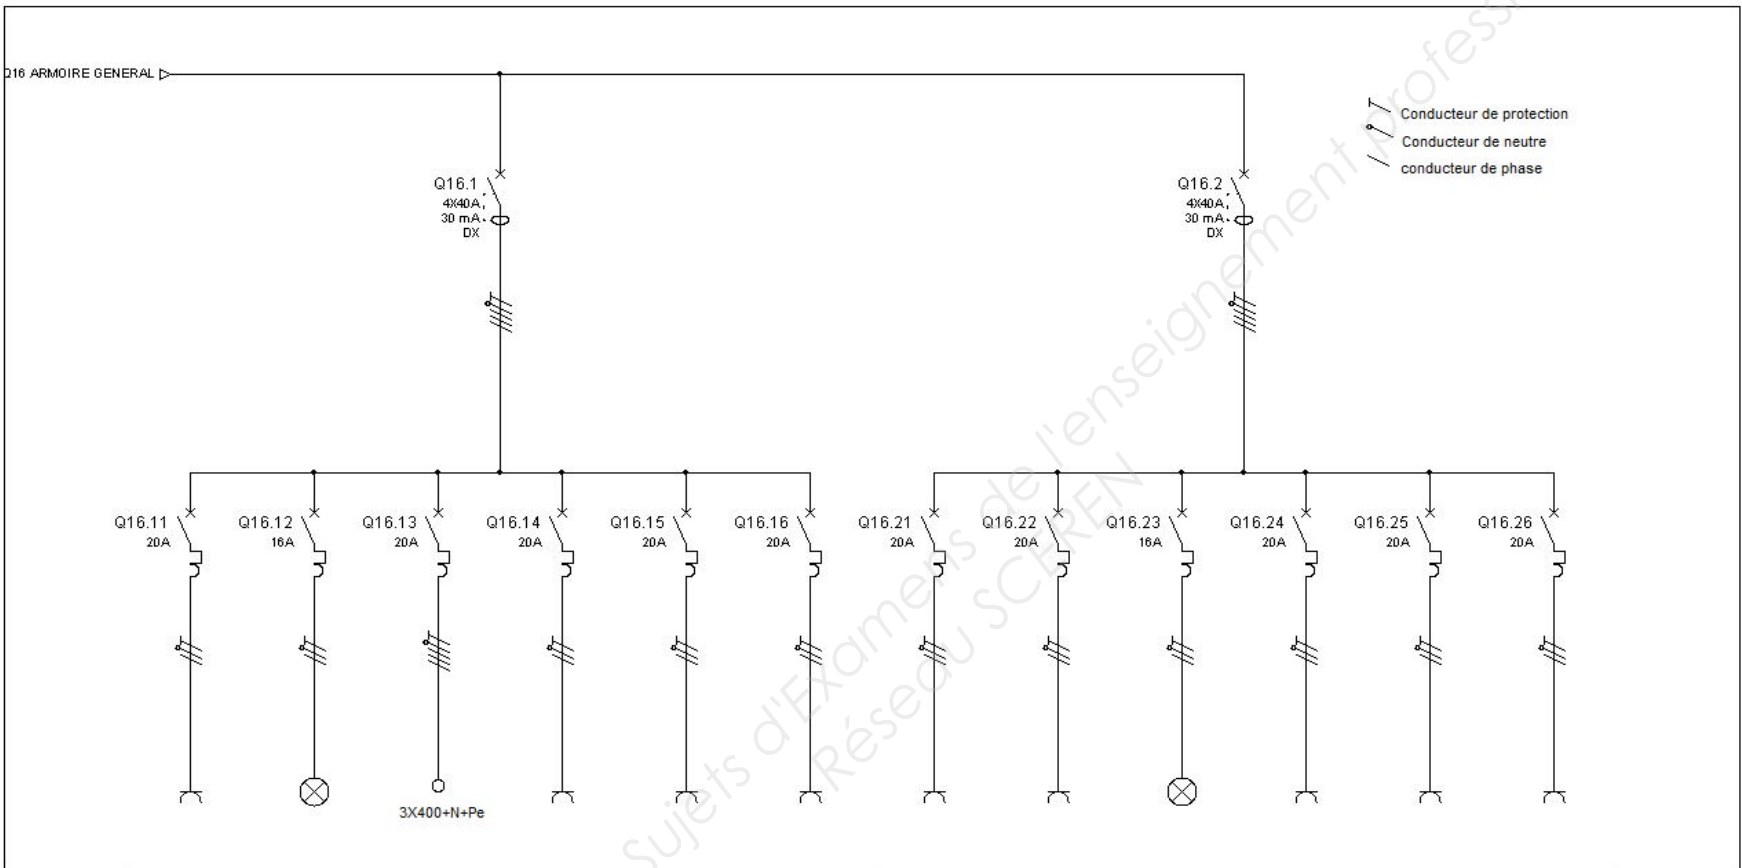 Q16 ARMOIRE GENERAL
Conducteur de protection
Conducteur de neutre
conducteur de phase
Q16.1
4X40A
30 mA
DX
Q16.2
4X40A
30 mA
DX
Q16.11
20A
Q16.12
16A
Q16.13
20A
Q16.14
20A
Q16.15
20A
Q16.16
20A
Q16.21
20A
Q16.22
20A
Q16.23
16A
Q16.24
20A
Q16.25
20A
Q16.26
20A
3X400+N+Pe
Sujets d'Examens de l'enseignement profess
Réseau SCEREN